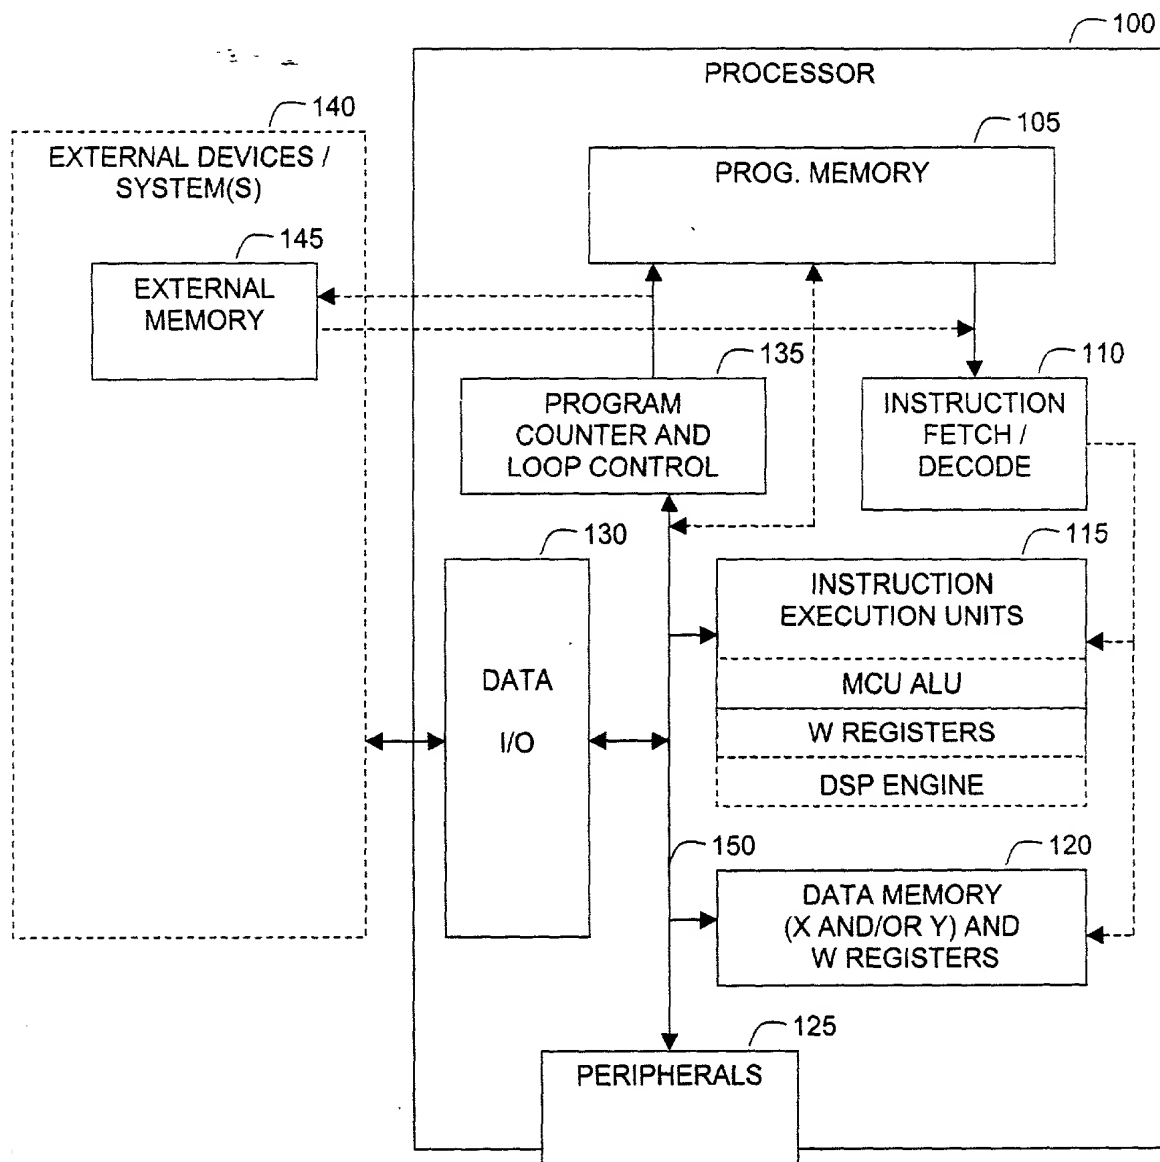 100
PROCESSOR
140
EXTERNAL DEVICES /
SYSTEM(S)
105
PROG. MEMORY
145
EXTERNAL
MEMORY
135
PROGRAM
COUNTER AND
LOOP CONTROL
110
INSTRUCTION
FETCH /
DECODE
130
DATA
I/O
115
INSTRUCTION
EXECUTION UNITS
MCU ALU
W REGISTERS
DSP ENGINE
150
120
DATA MEMORY
(X AND/OR Y) AND
W REGISTERS
125
PERIPHERALS